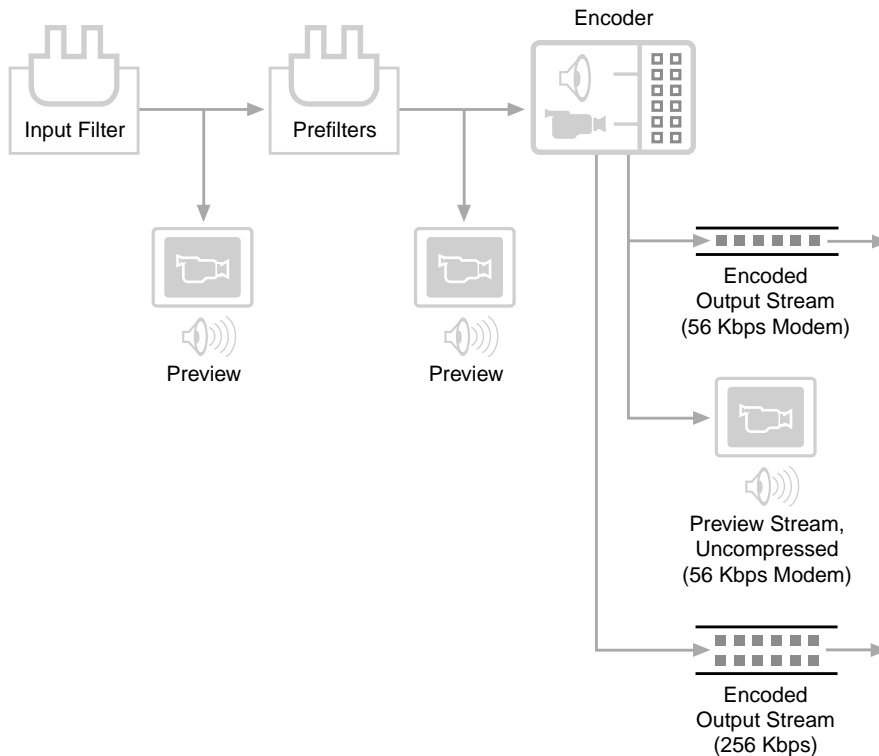 Encoder
Input Filter
Prefilters
Preview
Preview
Encoded
Output Stream
(56 Kbps Modem)
Preview Stream,
Uncompressed
(56 Kbps Modem)
Encoded
Output Stream
(256 Kbps)